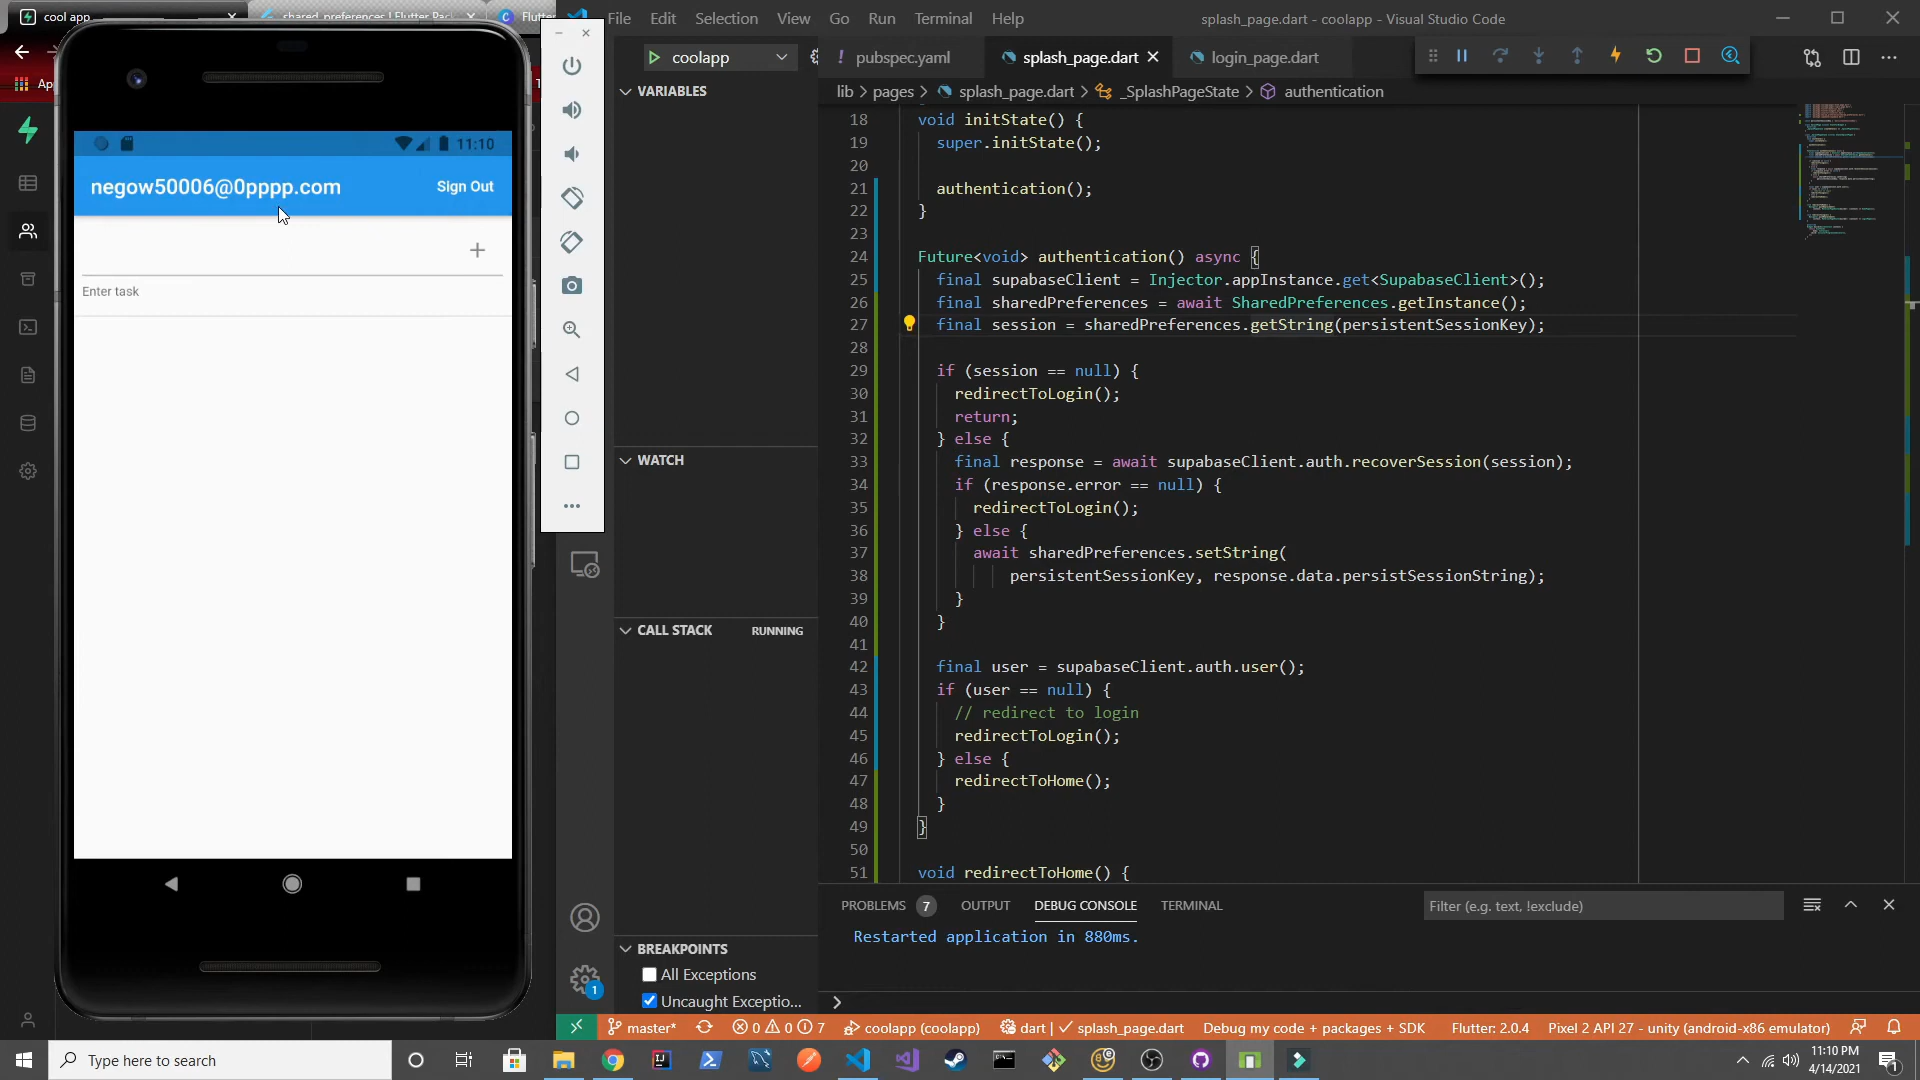 cool app
shared_preferences | Flutter Pac
Flutte
File Edit Selection View Go Run Terminal Help
splash_page.dart - coolapp - Visual Studio Code
coolapp
pubspec.yaml
splash_page.dart
login_page.dart
Ap
lib > pages > splash_page.dart > _SplashPageState > authentication
VARIABLES
WATCH
CALL STACK
RUNNING
BREAKPOINTS
All Exceptions
Uncaught Exceptio...
11:10
negow50006@0pppp.com
Sign Out
Enter task
18 void initState() {
19 super.initState();
20
21 authentication();
22 }
23
24 Future<void> authentication() async {
25 final supabaseClient = Injector.appInstance.get<SupabaseClient>();
26 final sharedPreferences = await SharedPreferences.getInstance();
27 final session = sharedPreferences.getString(persistentSessionKey);
28
29 if (session == null) {
30 redirectToLogin();
31 return;
32 } else {
33 final response = await supabaseClient.auth.recoverSession(session);
34 if (response.error == null) {
35 redirectToLogin();
36 } else {
37 await sharedPreferences.setString(
38 persistentSessionKey, response.data.persistSessionString);
39 }
40 }
41
42 final user = supabaseClient.auth.user();
43 if (user == null) {
44 // redirect to login
45 redirectToLogin();
46 } else {
47 redirectToHome();
48 }
49 }
50
51 void redirectToHome() {
PROBLEMS 7 OUTPUT DEBUG CONSOLE TERMINAL
Filter (e.g. text, !exclude)
Restarted application in 880ms.
1
master* 0 0 7 coolapp (coolapp) dart | ✓ splash_page.dart Debug my code + packages + SDK Flutter: 2.0.4 Pixel 2 API 27 - unity (android-x86 emulator)
Type here to search
11:10 PM
4/14/2021
1